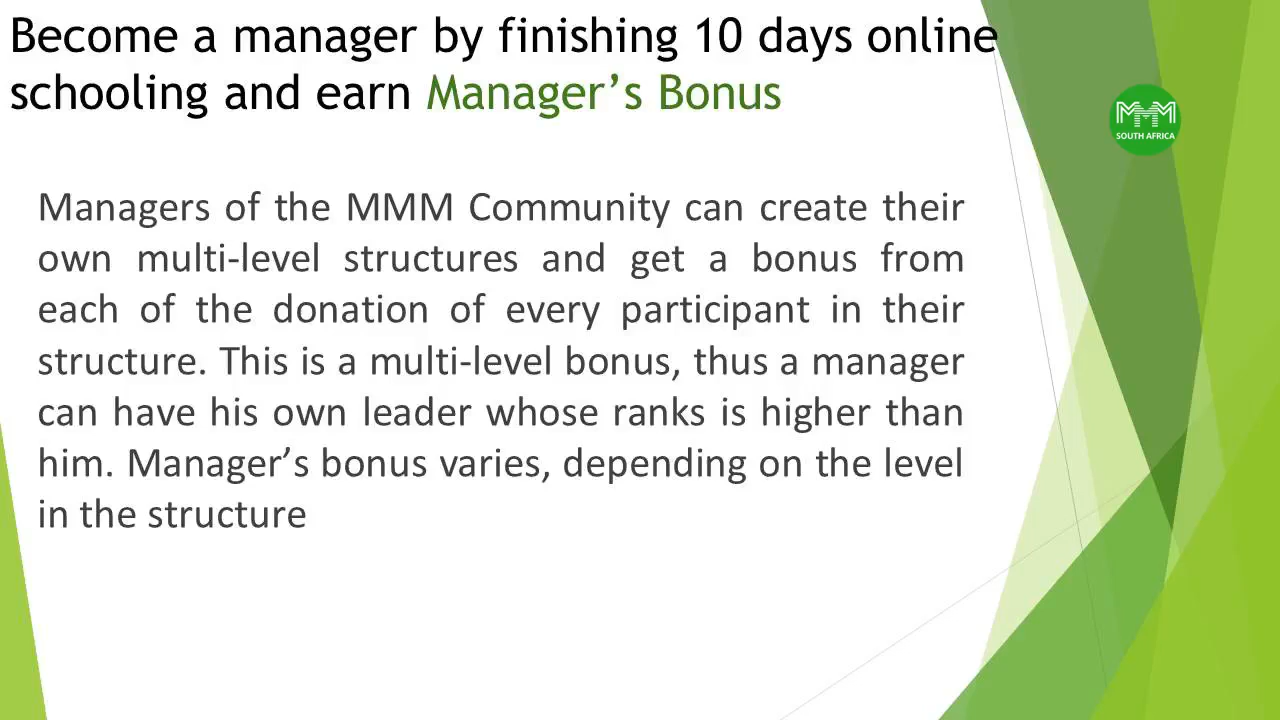 Become a manager by finishing 10 days online
schooling and earn Manager’s Bonus
MMM
SOUTH AFRICA
Managers of the MMM Community can create their
own multi-level structures and get a bonus from
each of the donation of every participant in their
structure. This is a multi-level bonus, thus a manager
can have his own leader whose ranks is higher than
him. Manager’s bonus varies, depending on the level
in the structure